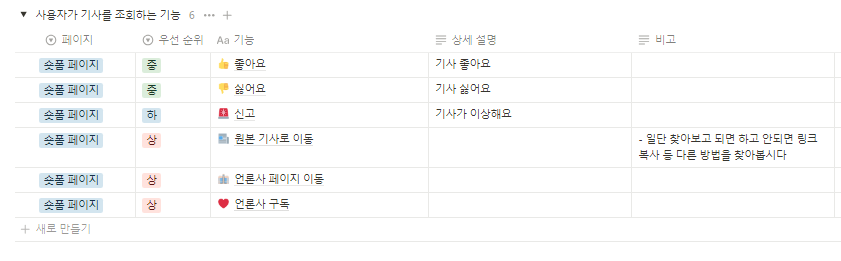 사용자가 기사를 조회하는 기능 6
페이지 우선 순위 Aa 기능 상세 설명 비고
숏폼 페이지 중 좋아요 기사 좋아요
숏폼 페이지 중 싫어요 기사 싫어요
숏폼 페이지 하 신고 기사가 이상해요
숏폼 페이지 상 원본 기사로 이동 - 일단 찾아보고 되면 하고 안되면 링크
복사 등 다른 방법을 찾아봅시다
숏폼 페이지 상 언론사 페이지 이동
숏폼 페이지 상 언론사 구독
새로 만들기